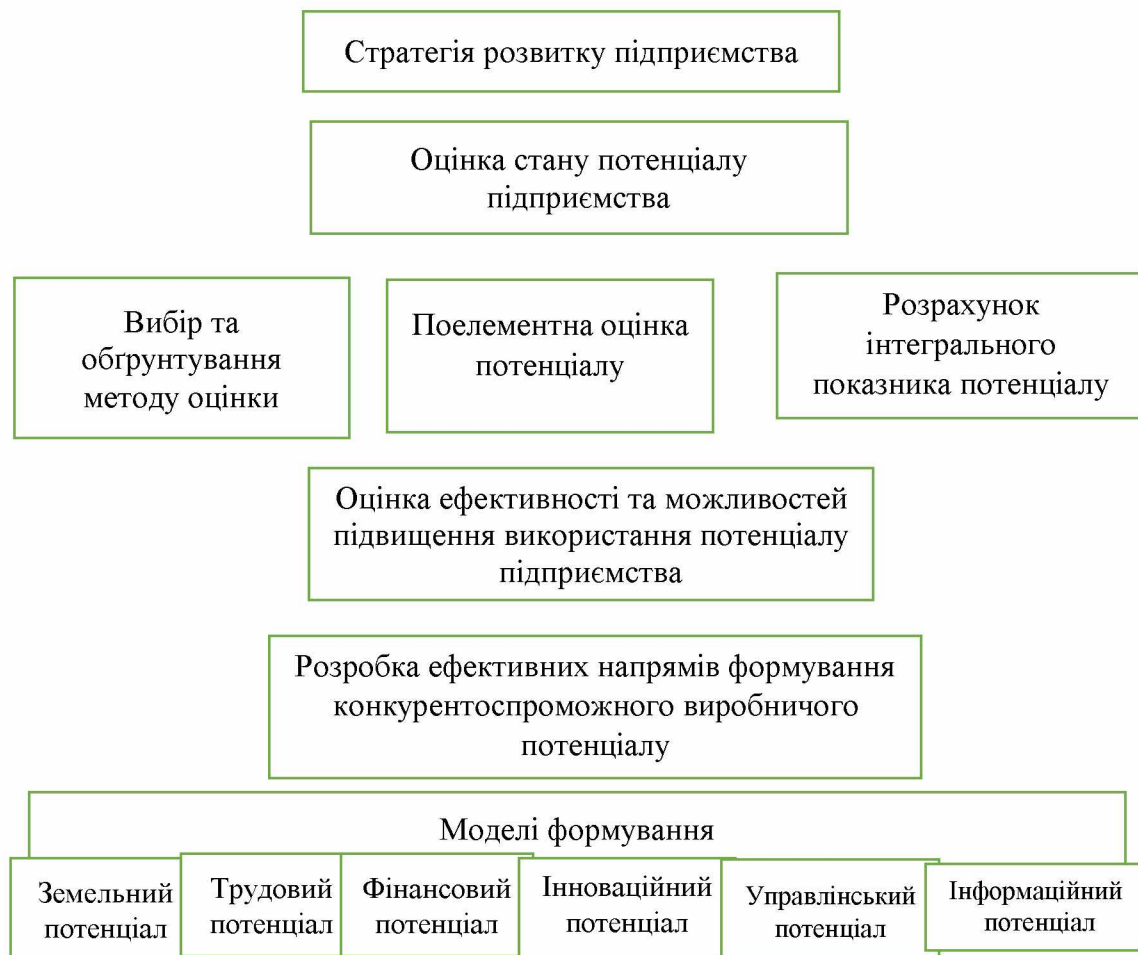 Стратегія розвитку підприємства
Оцінка стану потенціалу
підприємства
Вибір та
обґрунтування
методу оцінки
Поелементна оцінка
потенціалу
Розрахунок
інтегрального
показника потенціалу
Оцінка ефективності та можливостей
підвищення використання потенціалу
підприємства
Розробка ефективних напрямів формування
конкурентоспроможного виробничого
потенціалу
Моделі формування
Земельний
потенціал
Трудовий
потенціал
Фінансовий
потенціал
Інноваційний
потенціал
Управлінський
потенціал
Інформаційний
потенціал